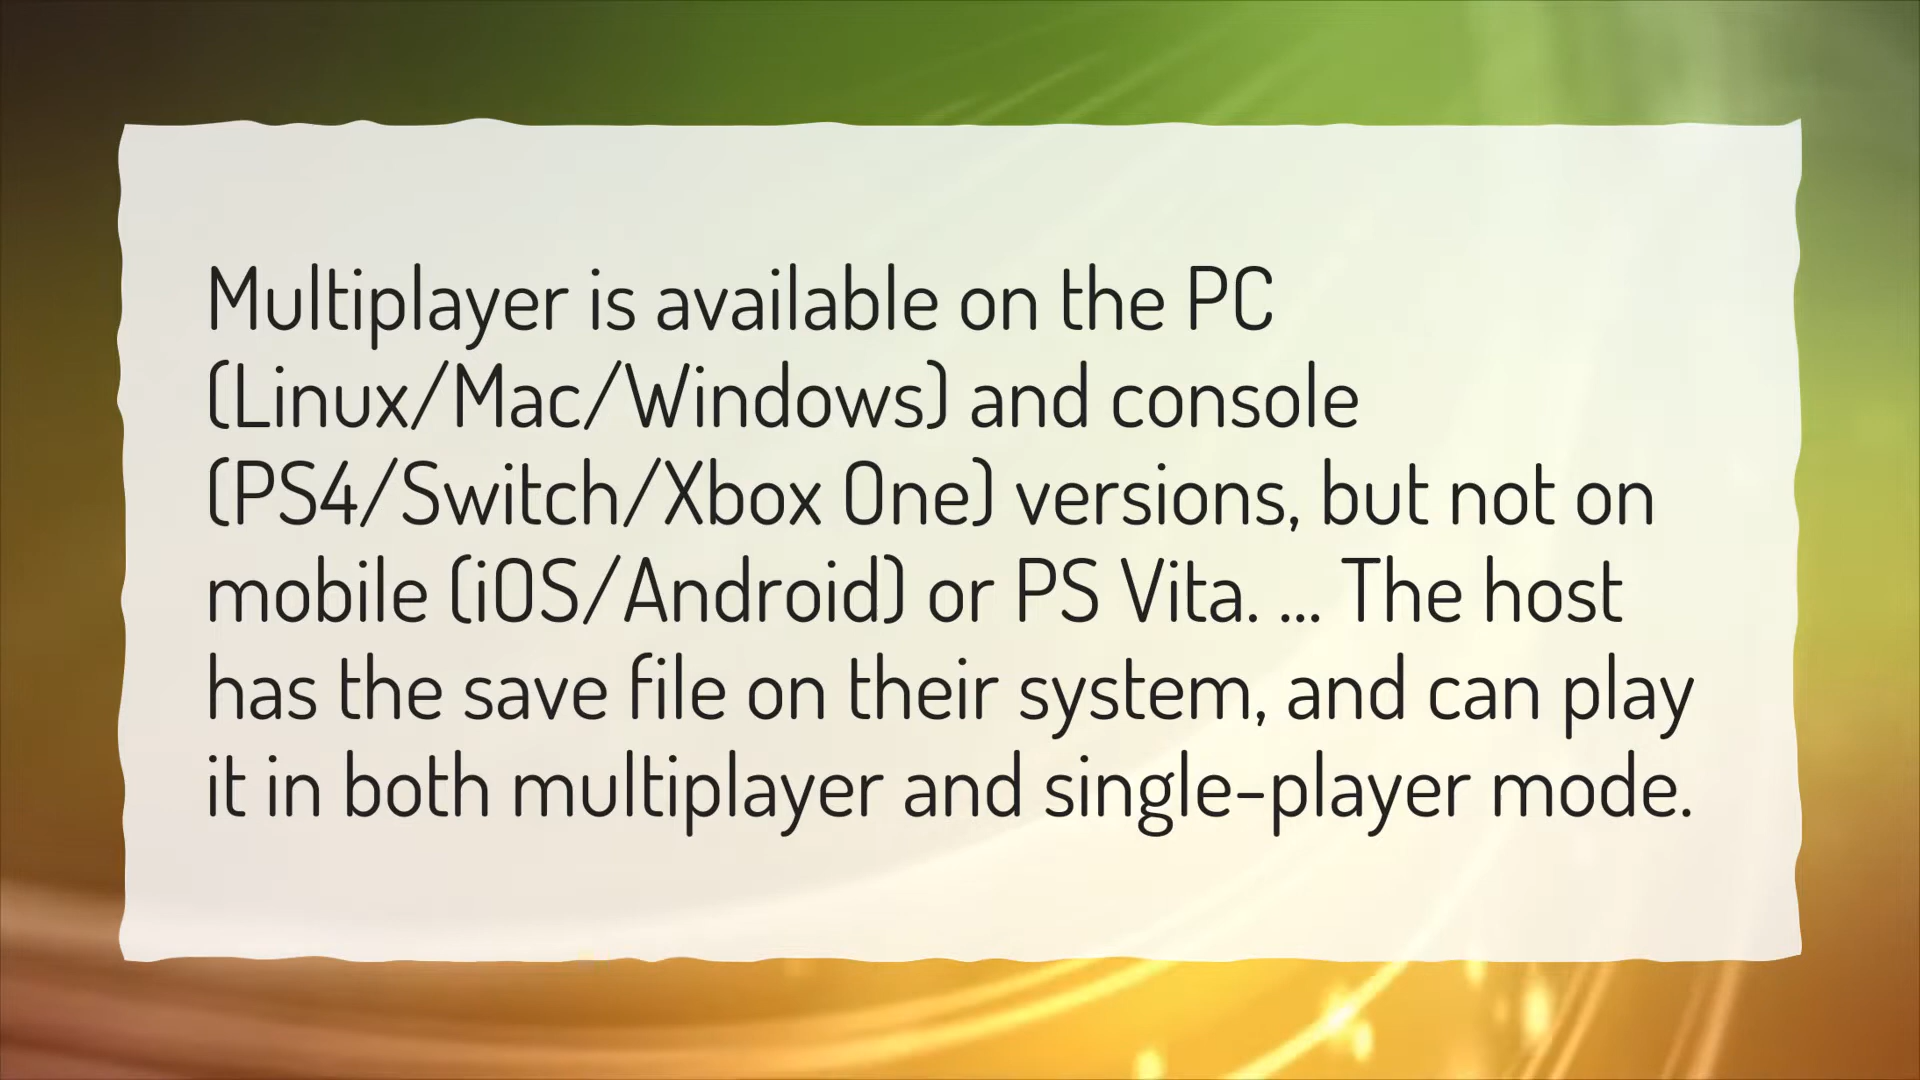 Multiplayer is available on the PC
(Linux/Mac/Windows) and console
(PS4/Switch/Xbox One) versions, but not on
mobile (iOS/Android) or PS Vita. ... The host
has the save file on their system, and can play
it in both multiplayer and single-player mode.